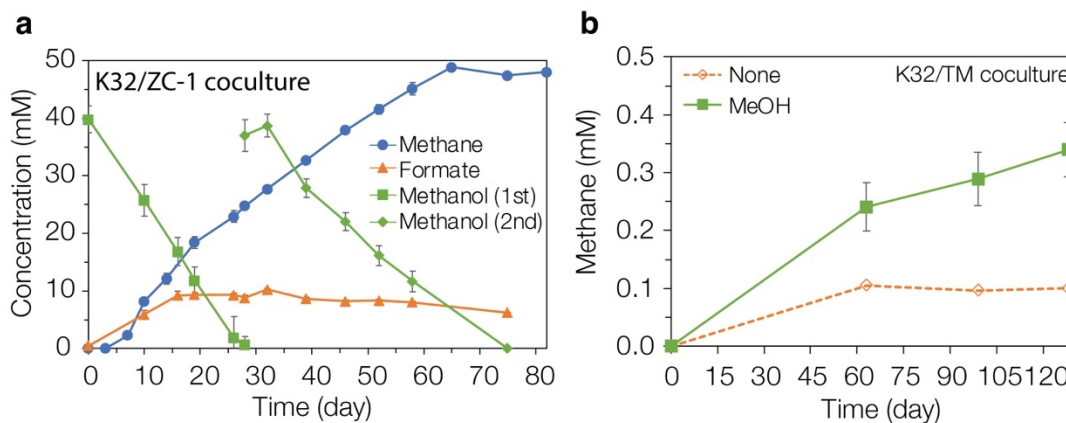 a
K32/ZC-1 coculture
Concentration (mM)
50
40
30
20
10
0
Methane
Formate
Methanol (1st)
Methanol (2nd)
0 10 20 30 40 50 60 70 80
Time (day)
b
None
MeOH
K32/TM coculture
Methane (mM)
0.5
0.4
0.3
0.2
0.1
0.0
0 15 30 45 60 75 90 105 120
Time (day)